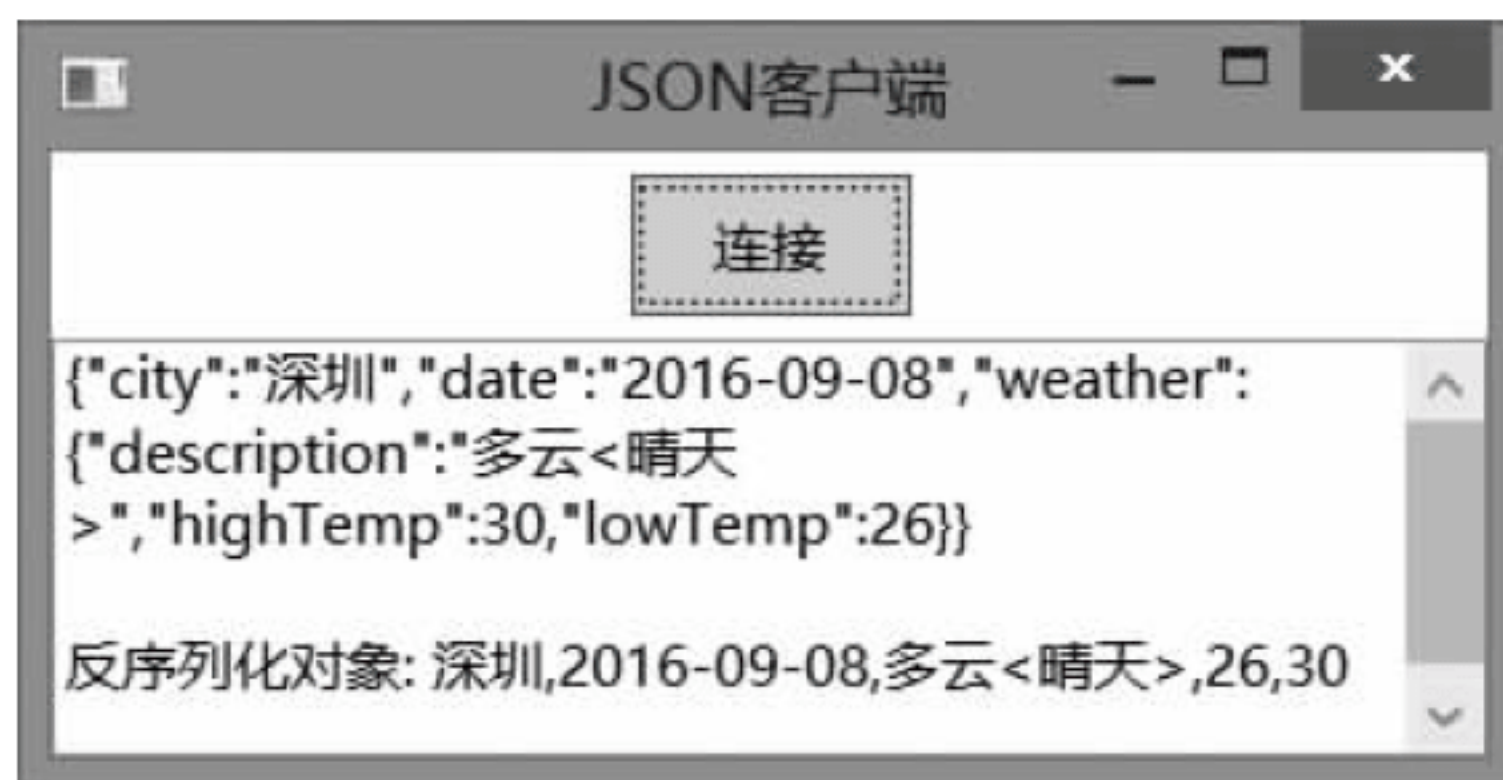 JSON客户端
连接
{"city":"深圳","date":"2016-09-08","weather":
{"description":"多云<晴天
>","highTemp":30,"lowTemp":26}}
反序列化对象: 深圳,2016-09-08,多云<晴天>,26,30